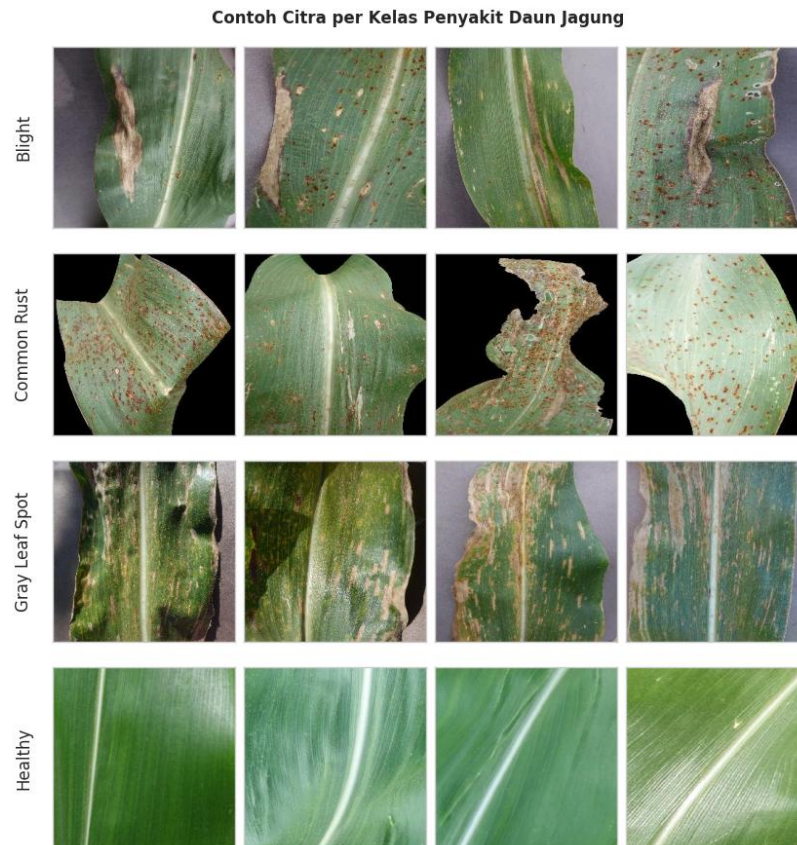 Contoh Citra per Kelas Penyakit Daun Jagung
Blight
Common Rust
Gray Leaf Spot
Healthy